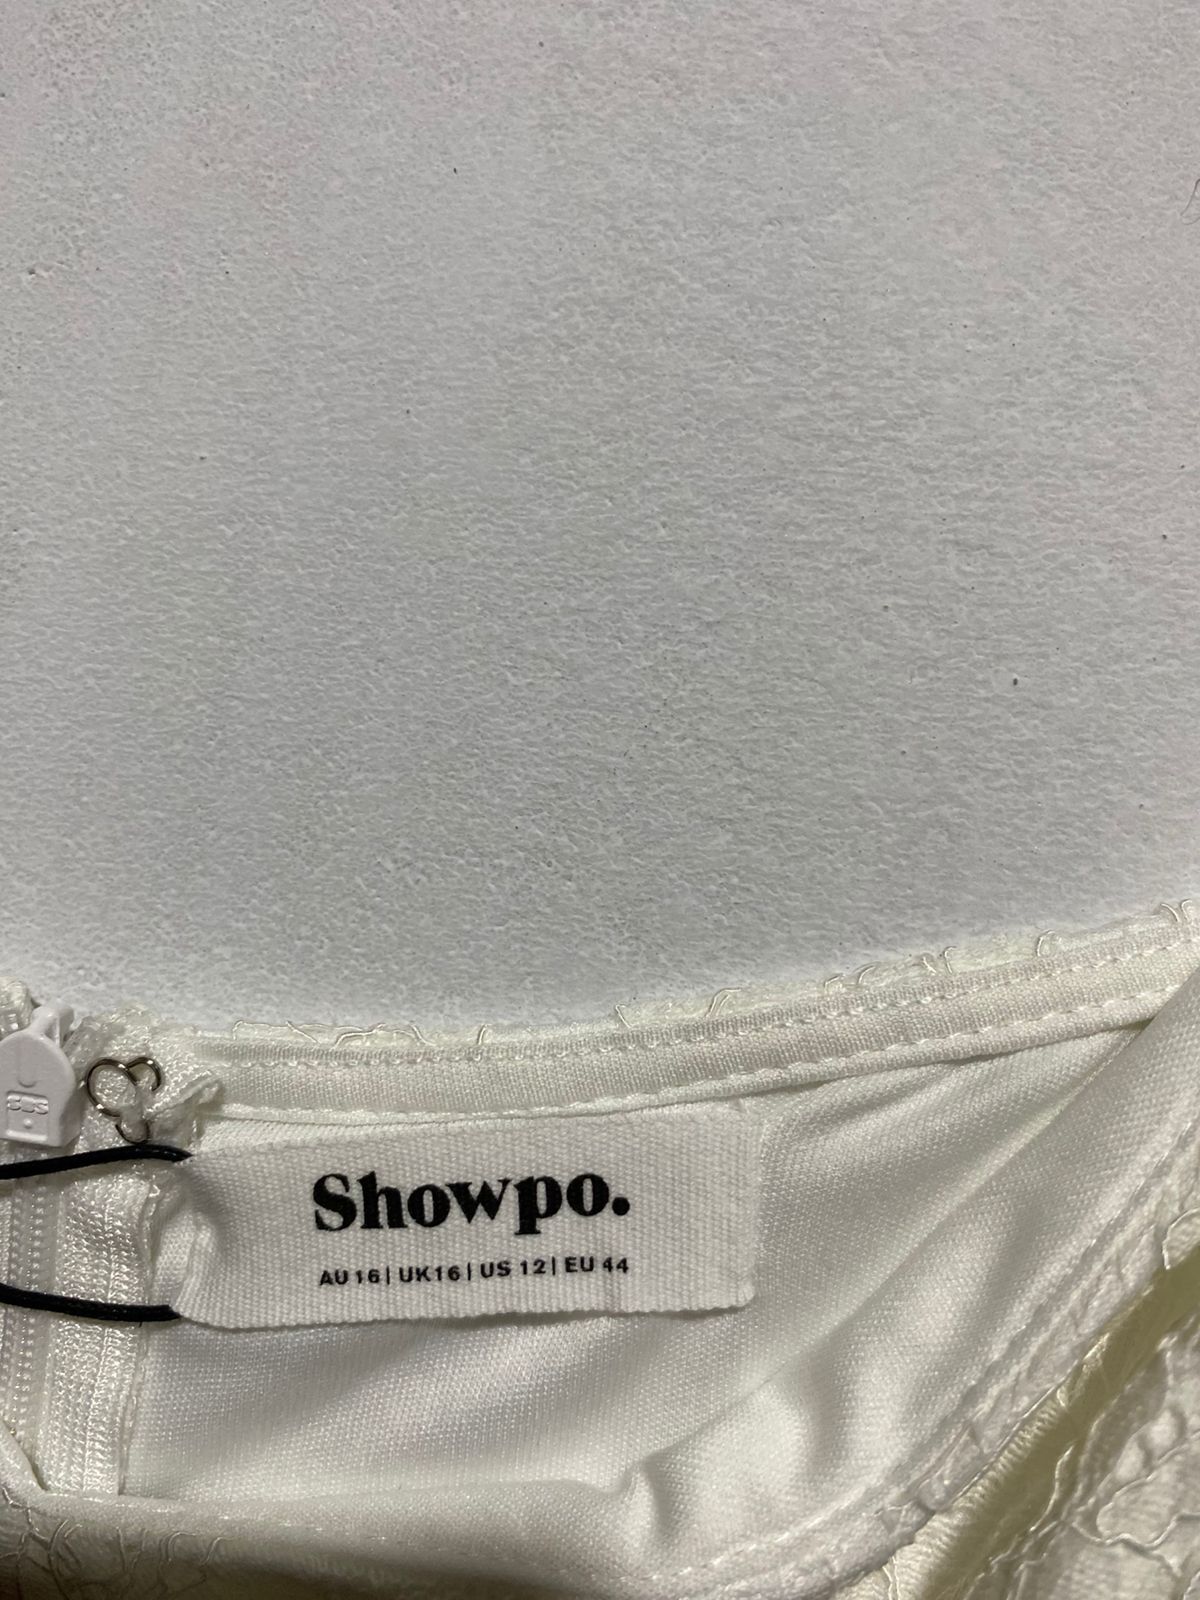 Showpo.
AU 16 | UK16 | US 12 | EU 44